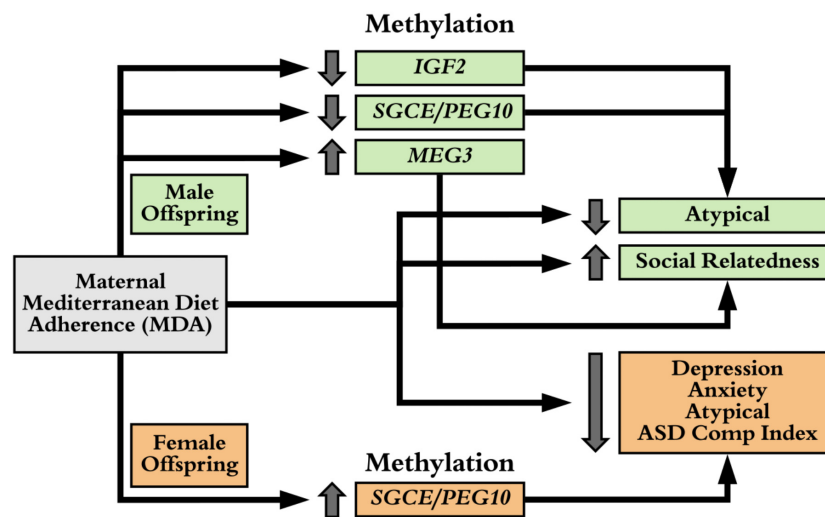 Methylation
IGF2
SGCE/PEG10
MEG3
Male
Offspring
Atypical
Social Relatedness
Maternal
Mediterranean Diet
Adherence (MDA)
Depression
Anxiety
Atypical
ASD Comp Index
Female
Offspring
Methylation
SGCE/PEG10